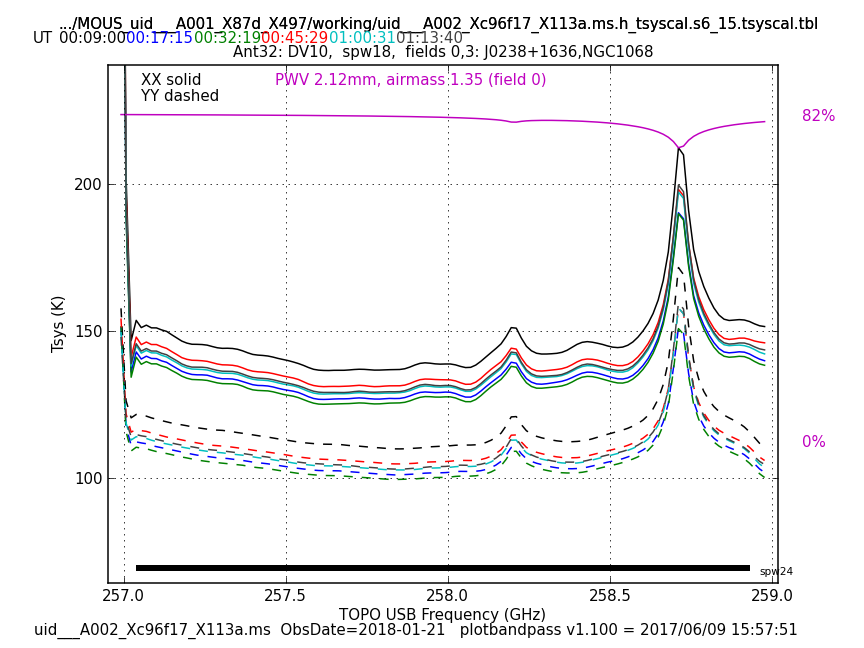 .../MOUS_uid___A001_X87d_X497/working/uid___A002_Xc96f17_X113a.ms.h_tsyscal.s6_15.tsyscal.tbl
UT 00:09:00 00:17:15 00:32:19 00:45:29 01:00:31 01:13:40
Ant32: DV10, spw18, fields 0,3: J0238+1636,NGC1068
XX solid PWV 2.12mm, airmass 1.35 (field 0)
YY dashed
82%
200
150
Tsys (K)
0%
100
spw24
257.0 257.5 258.0 258.5 259.0
TOPO USB Frequency (GHz)
uid___A002_Xc96f17_X113a.ms ObsDate=2018-01-21 plotbandpass v1.100 = 2017/06/09 15:57:51